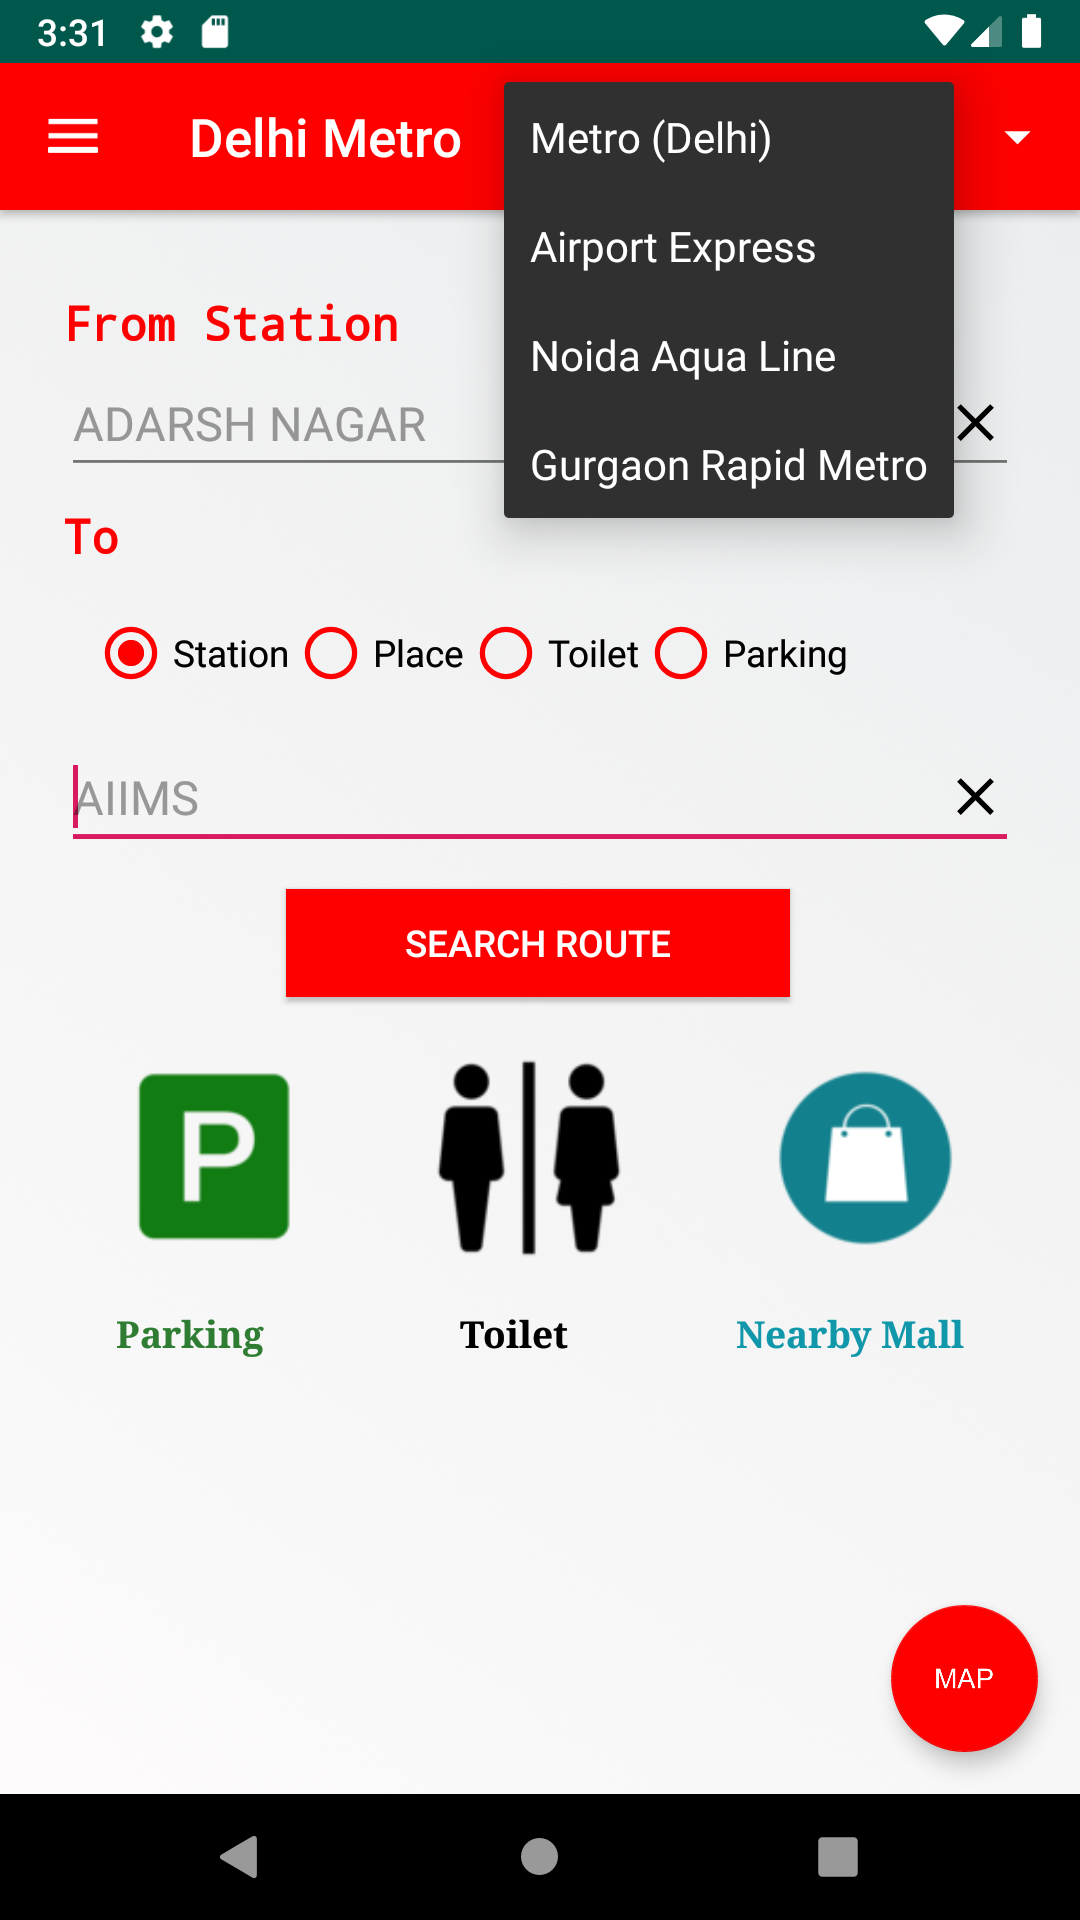 3:31
Delhi Metro
Metro (Delhi)
Airport Express
Noida Aqua Line
Gurgaon Rapid Metro
From Station
ADARSH NAGAR
To
Station Place Toilet Parking
AIIMS
SEARCH ROUTE
P
Parking Toilet Nearby Mall
MAP